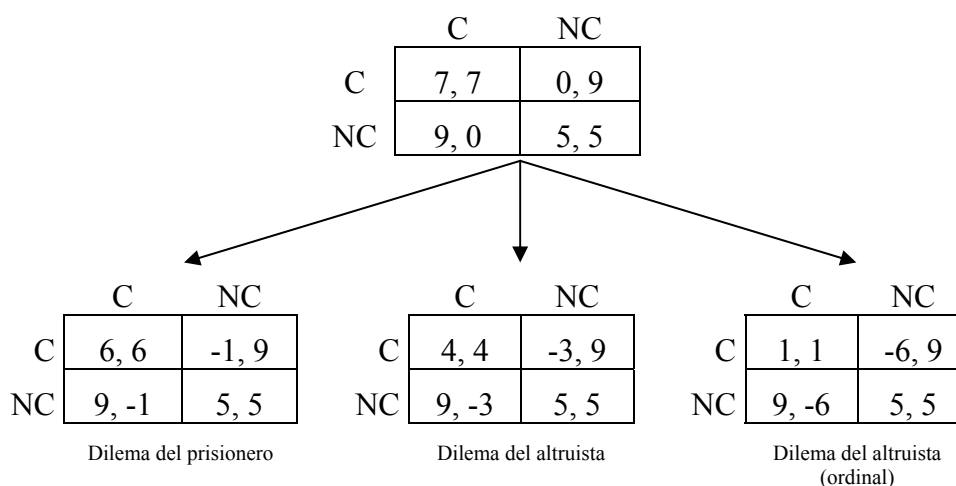 C NC
C 7, 7 0, 9
NC 9, 0 5, 5
C NC C NC C NC
C 6, 6 -1, 9 C 4, 4 -3, 9 C 1, 1 -6, 9
NC 9, -1 5, 5 NC 9, -3 5, 5 NC 9, -6 5, 5
Dilema del prisionero Dilema del altruista Dilema del altruista
(ordinal)